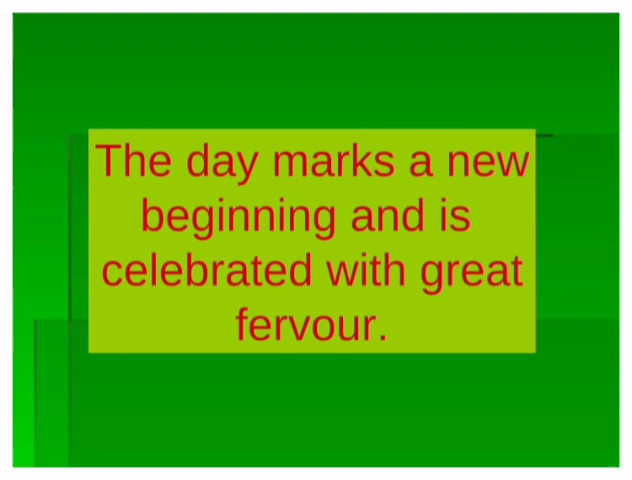 The day marks a new
beginning and is
celebrated with great
fervour.